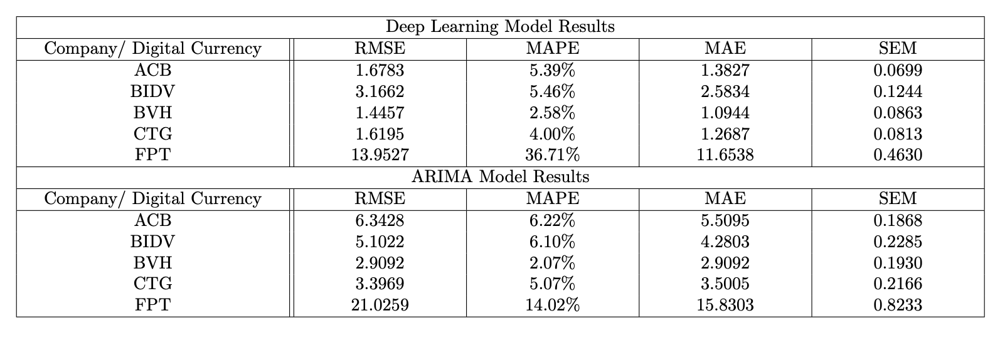 Deep Learning Model Results
Company/ Digital Currency RMSE MAPE MAE SEM
ACB 1.6783 5.39% 1.3827 0.0699
BIDV 3.1662 5.46% 2.5834 0.1244
BVH 1.4457 2.58% 1.0944 0.0863
CTG 1.6195 4.00% 1.2687 0.0813
FPT 13.9527 36.71% 11.6538 0.4630
ARIMA Model Results
Company/ Digital Currency RMSE MAPE MAE SEM
ACB 6.3428 6.22% 5.5095 0.1868
BIDV 5.1022 6.10% 4.2803 0.2285
BVH 2.9092 2.07% 2.9092 0.1930
CTG 3.3969 5.07% 3.5005 0.2166
FPT 21.0259 14.02% 15.8303 0.8233